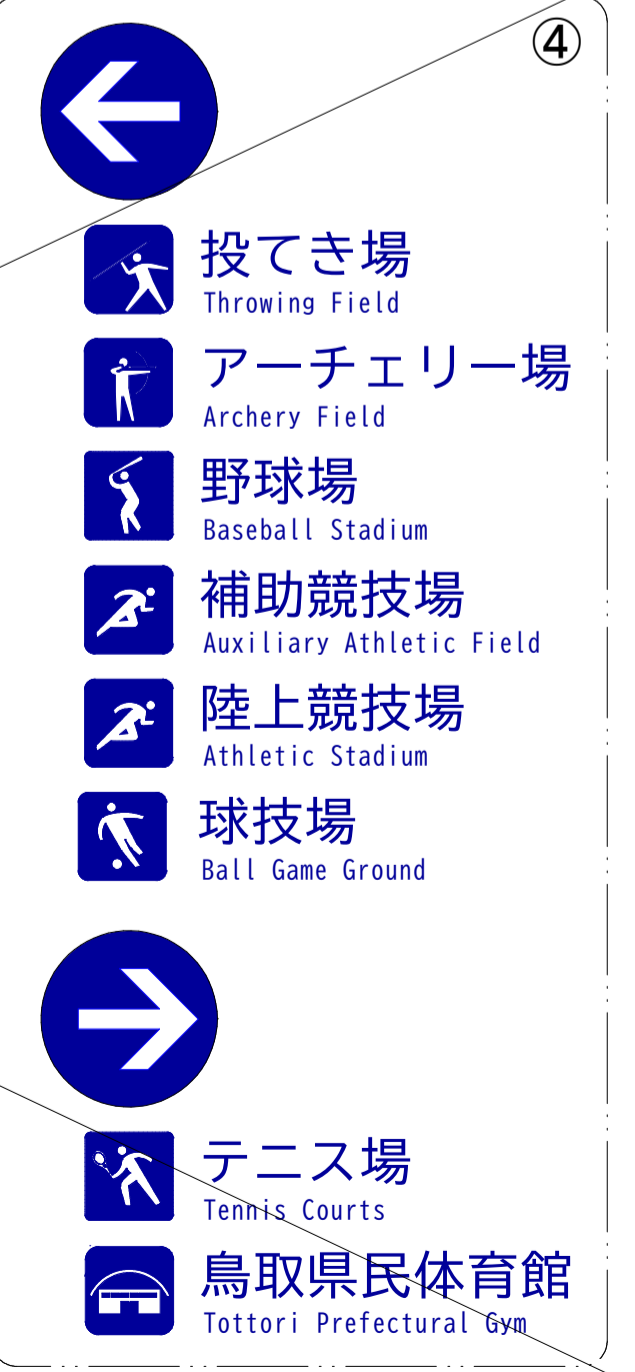 ④
投てき場
Throwing Field
アーチェリー場
Archery Field
野球場
Baseball Stadium
補助競技場
Auxiliary Athletic Field
陸上競技場
Athletic Stadium
球技場
Ball Game Ground
テニス場
Tennis Courts
鳥取県民体育館
Tottori Prefectural Gym